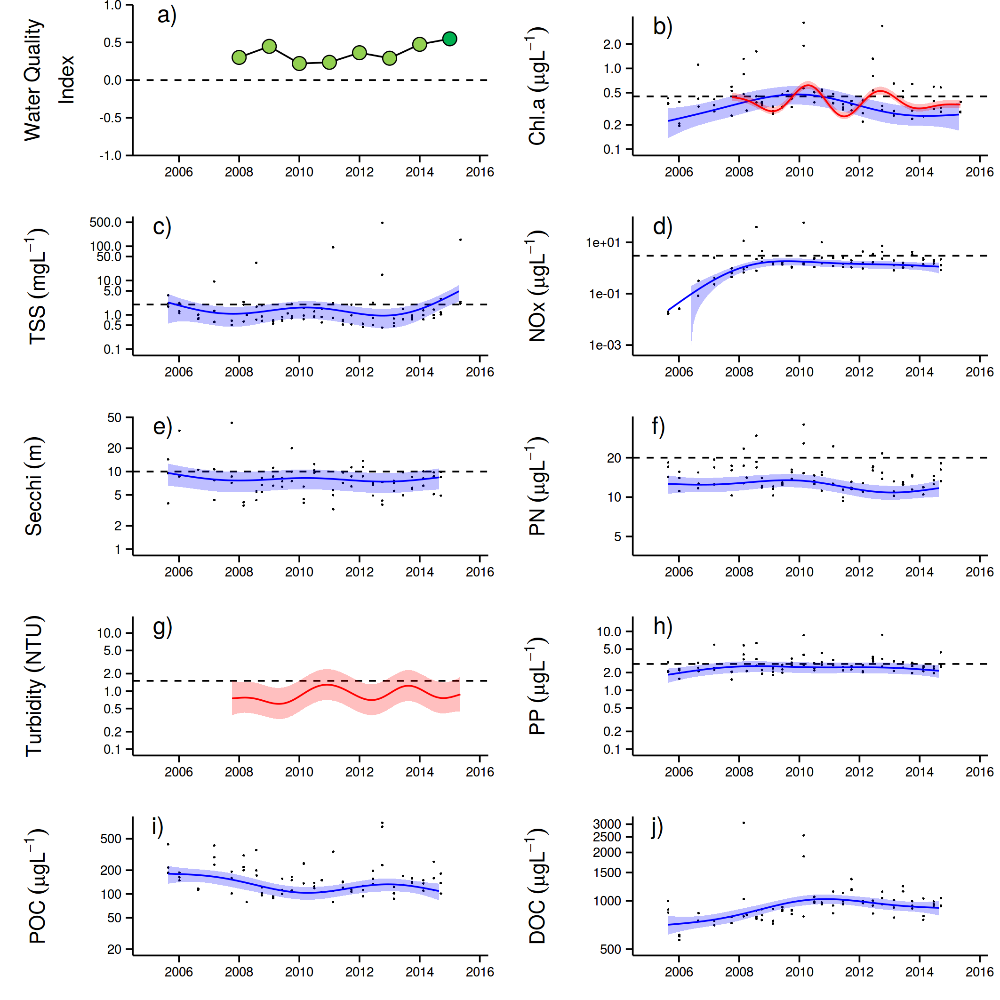 Water Quality
Index
a)
1.0
0.5
0.0
-0.5
-1.0
2006 2008 2010 2012 2014 2016
Chl.a (μgL−1)
b)
2.0
1.0
0.5
0.2
0.1
2006 2008 2010 2012 2014 2016
TSS (mgL−1)
c)
500.0
100.0
50.0
10.0
5.0
1.0
0.5
0.1
2006 2008 2010 2012 2014 2016
NOx (μgL−1)
d)
1e+01
1e-01
1e-03
2006 2008 2010 2012 2014 2016
Secchi (m)
e)
50
20
10
5
2
1
2006 2008 2010 2012 2014 2016
PN (μgL−1)
f)
20
10
5
2006 2008 2010 2012 2014 2016
Turbidity (NTU)
g)
10.0
5.0
2.0
1.0
0.5
0.2
0.1
2006 2008 2010 2012 2014 2016
PP (μgL−1)
h)
10.0
5.0
2.0
1.0
0.5
0.2
0.1
2006 2008 2010 2012 2014 2016
POC (μgL−1)
i)
500
200
100
50
20
2006 2008 2010 2012 2014 2016
DOC (μgL−1)
j)
3000
2500
2000
1500
1000
500
2006 2008 2010 2012 2014 2016